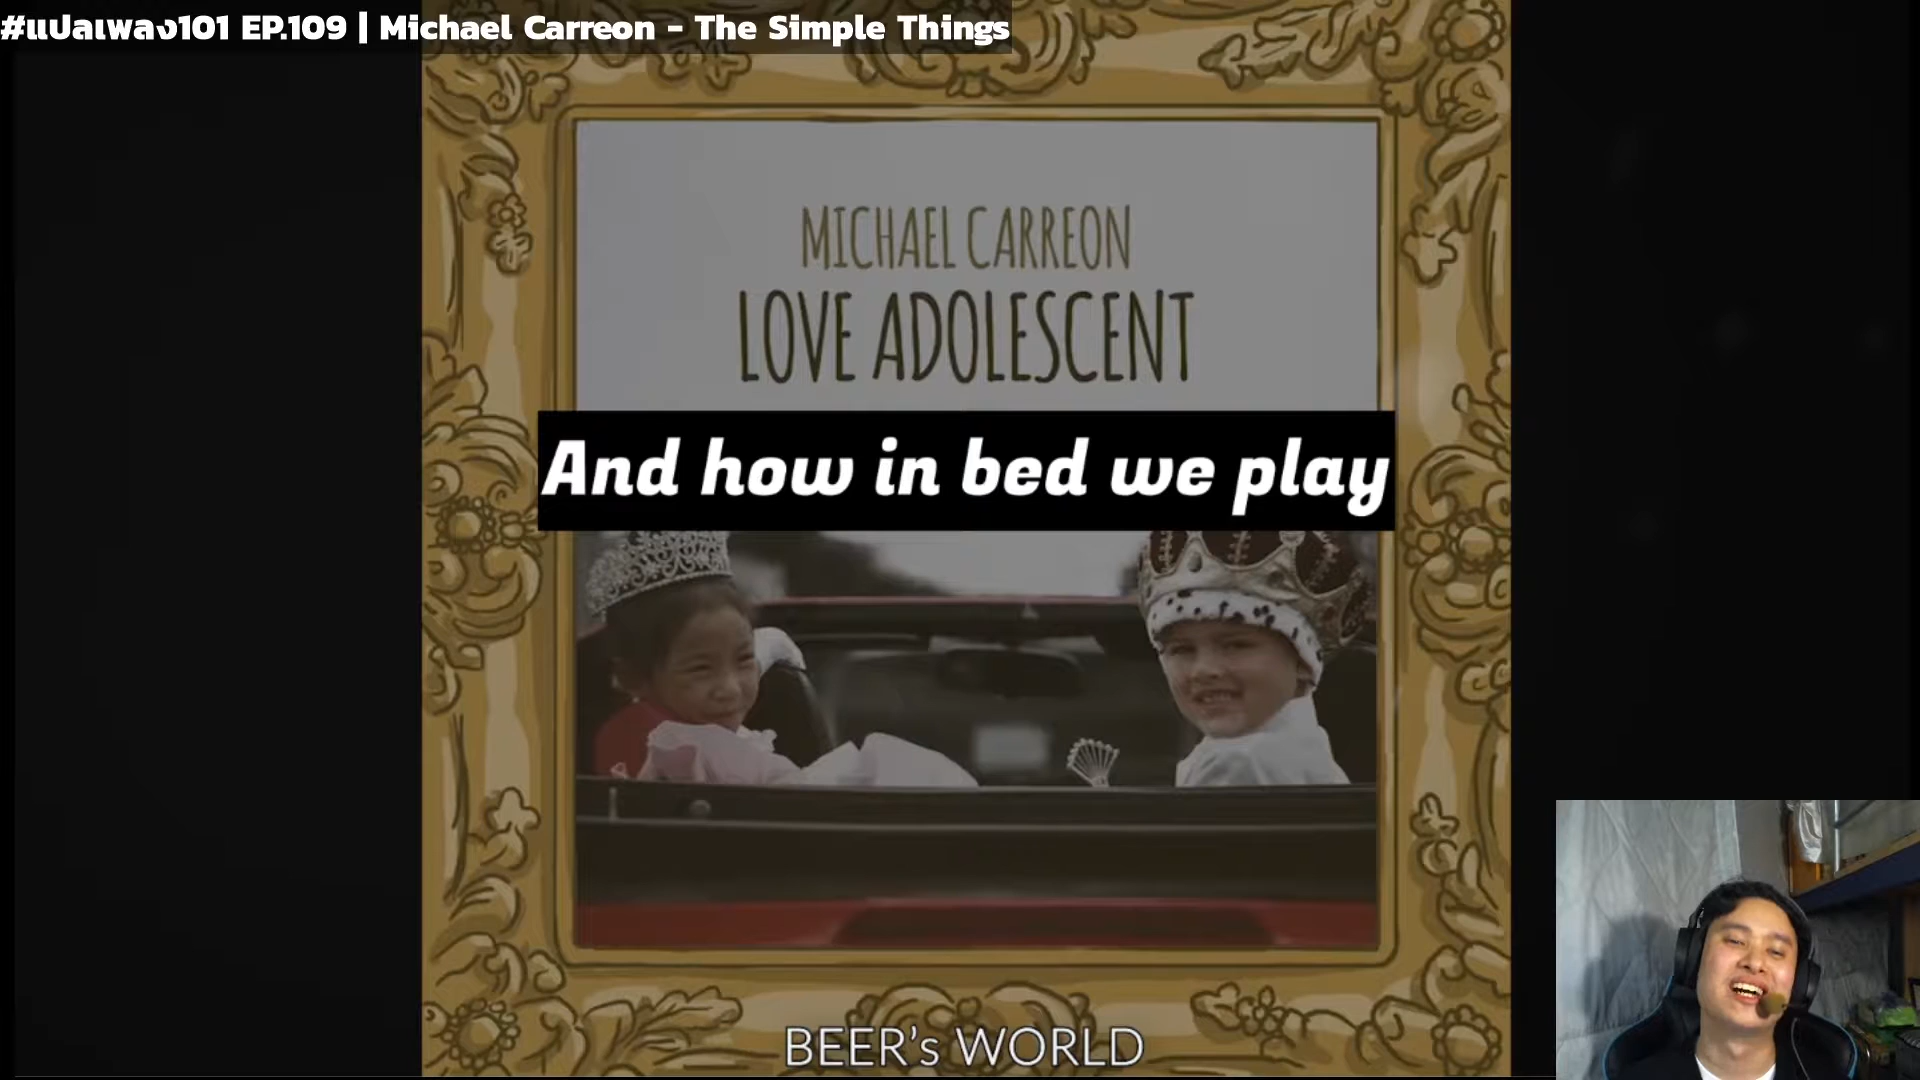 #แปลเพลง101 EP.109 | Michael Carreon - The Simple Things
MICHAEL CARREON
LOVE ADOLESCENT
And how in bed we play
BEER's WORLD